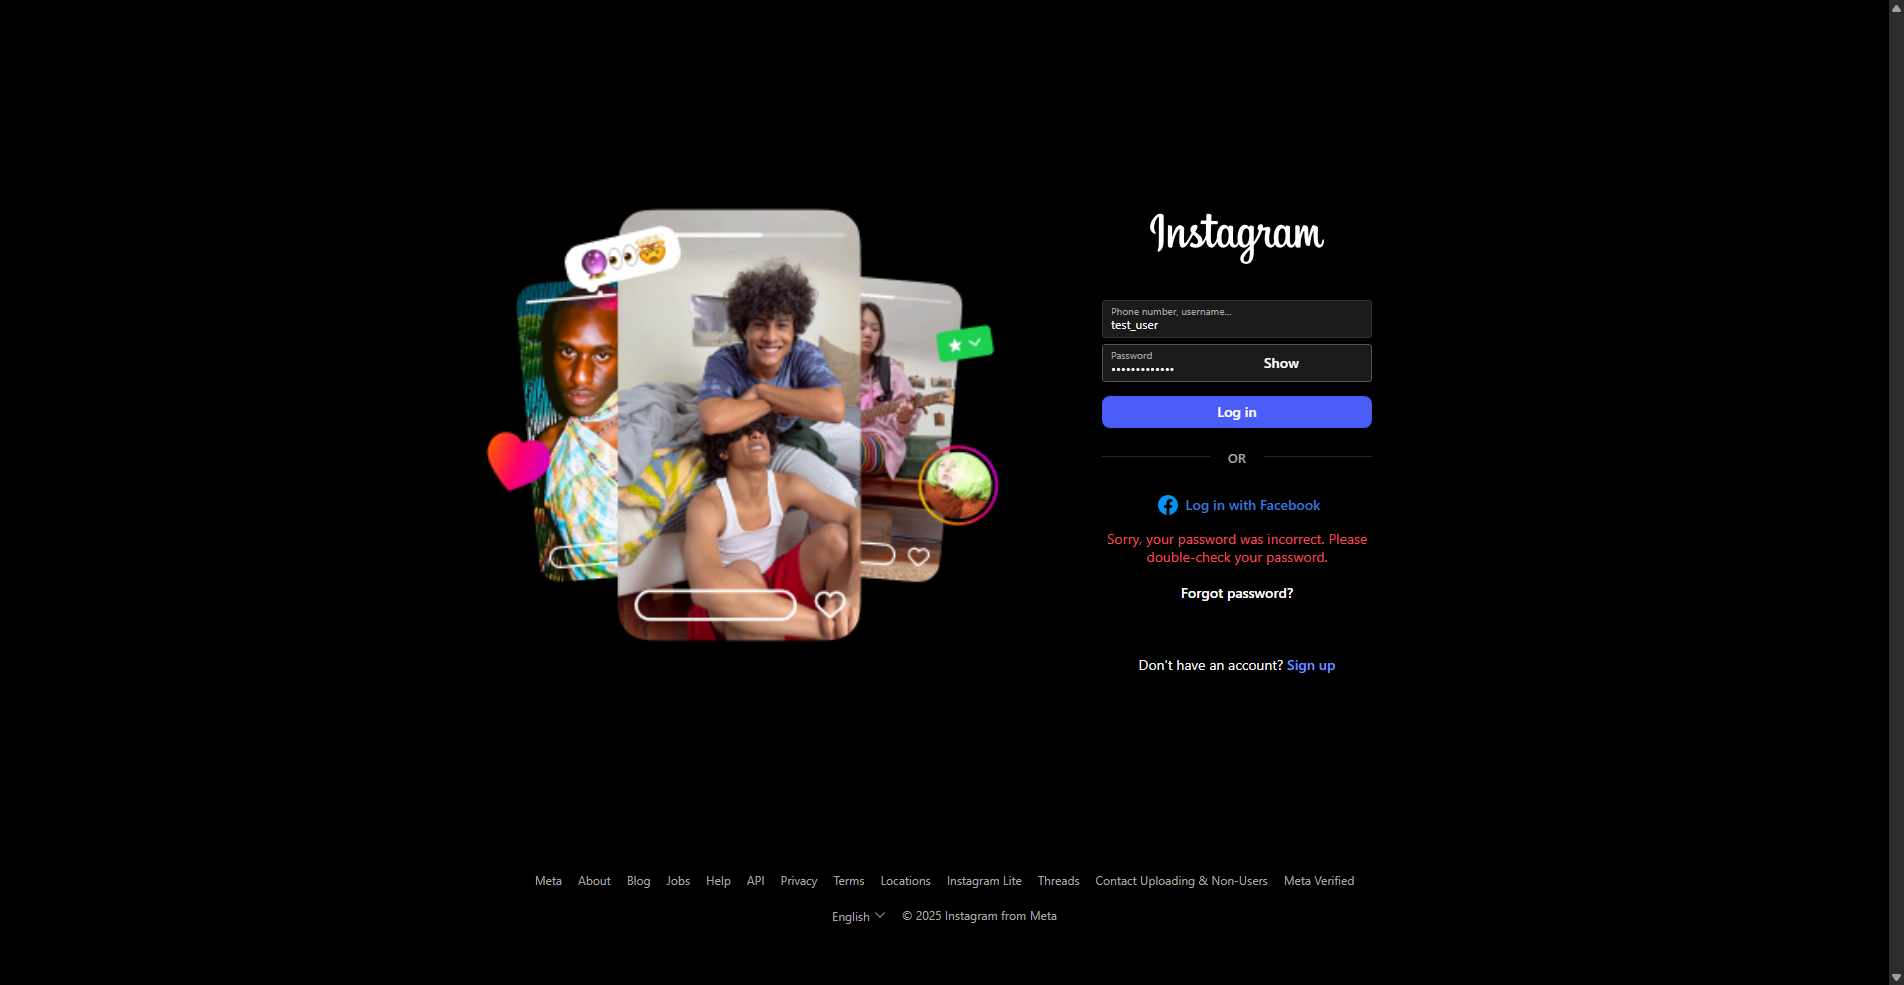 Instagram
Phone number, username...
test_user
Password
•••••••••••••
Show
Log in
OR
Log in with Facebook
Sorry, your password was incorrect. Please
double-check your password.
Forgot password?
Don't have an account? Sign up
Meta About Blog Jobs Help API Privacy Terms Locations Instagram Lite Threads Contact Uploading & Non-Users Meta Verified
English © 2025 Instagram from Meta